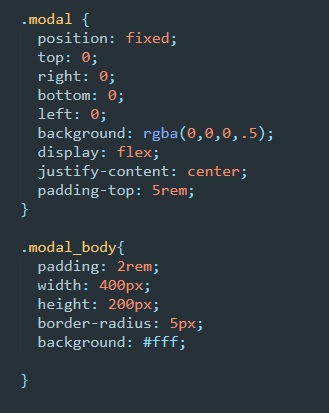 .modal {
  position: fixed;
  top: 0;
  right: 0;
  bottom: 0;
  left: 0;
  background: rgba(0,0,0,.5);
  display: flex;
  justify-content: center;
  padding-top: 5rem;
}

.modal_body{
  padding: 2rem;
  width: 400px;
  height: 200px;
  border-radius: 5px;
  background: #fff;

}